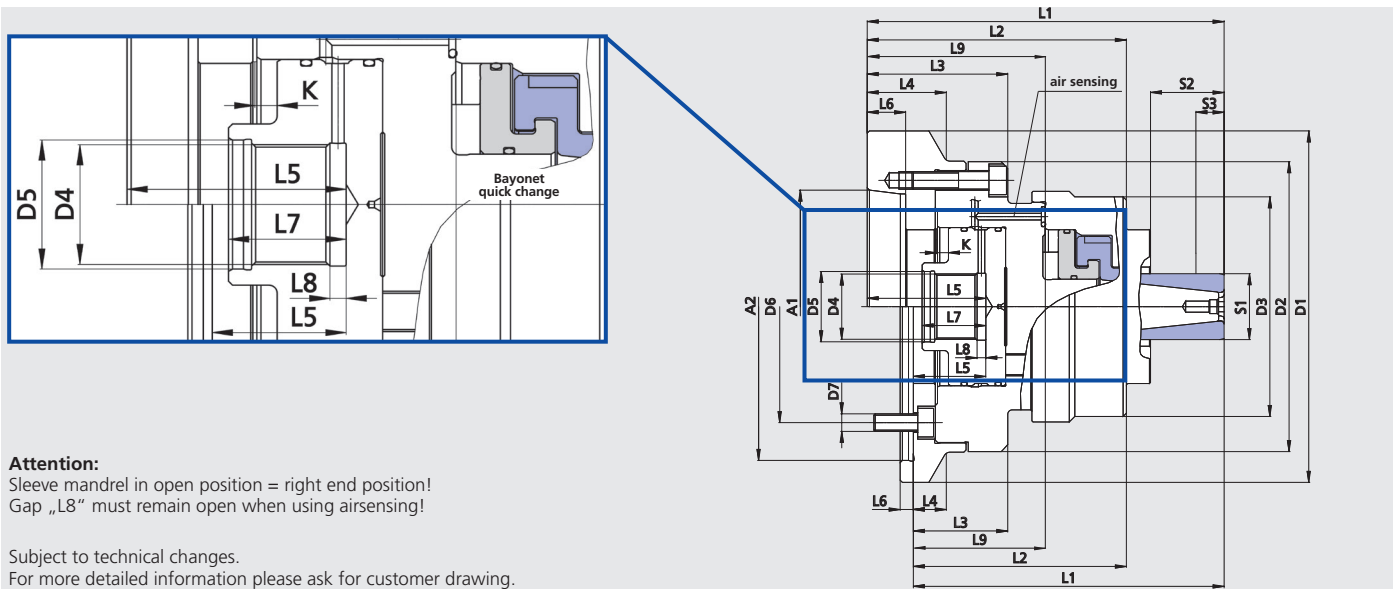 K
L5
D5
D4
L7
L8
L5
Bayonet
quick change
L1
L2
L9
L3
air sensing
L4
S2
L6
S3
K
L5
L7
L8
L5
A2
D6
A1
D5
D4
D7
S1
D3
D2
D1
L6
L4
L3
L9
L2
L1
Attention:
Sleeve mandrel in open position = right end position!
Gap „L8“ must remain open when using airsensing!
Subject to technical changes.
For more detailed information please ask for customer drawing.